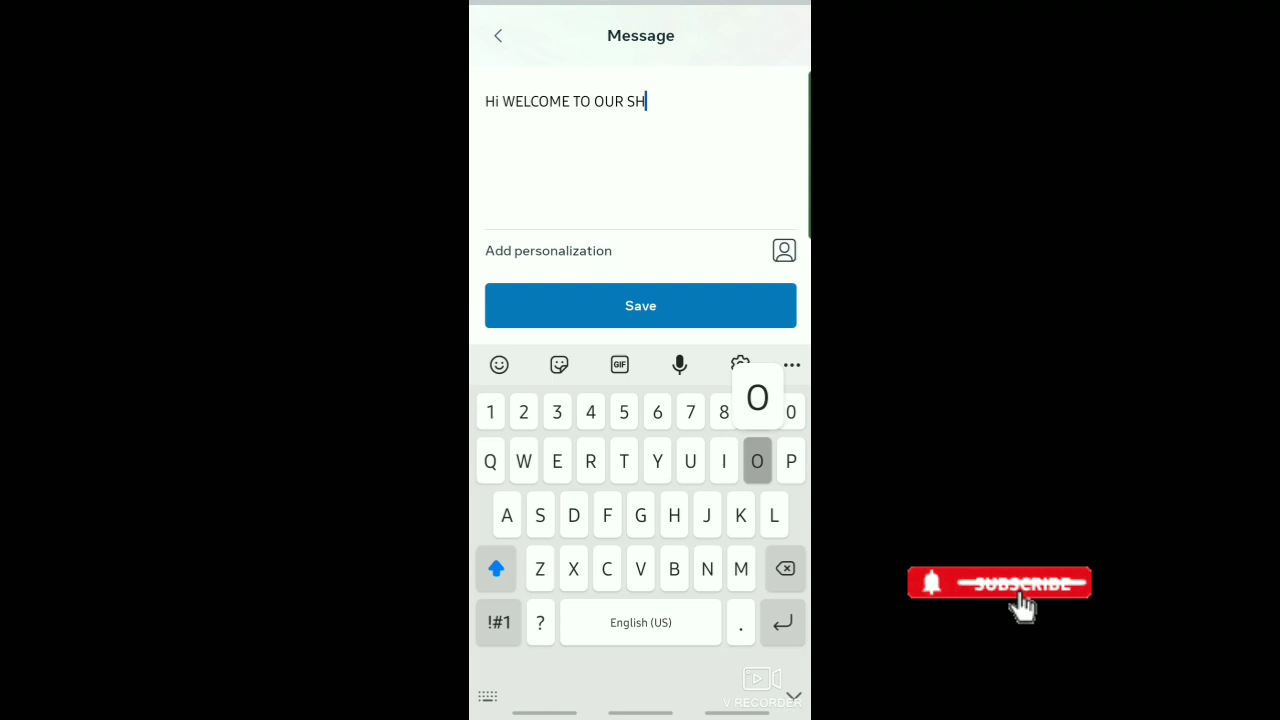 Message
Hi WELCOME TO OUR SH
Add personalization
Save
GIF
O
1 2 3 4 5 6 7 8 0
Q W E R T Y U I O P
A S D F G H J K L
Z X C V B N M
SUBSCRIBE
!#1 ? English (US) .
V RECORDER